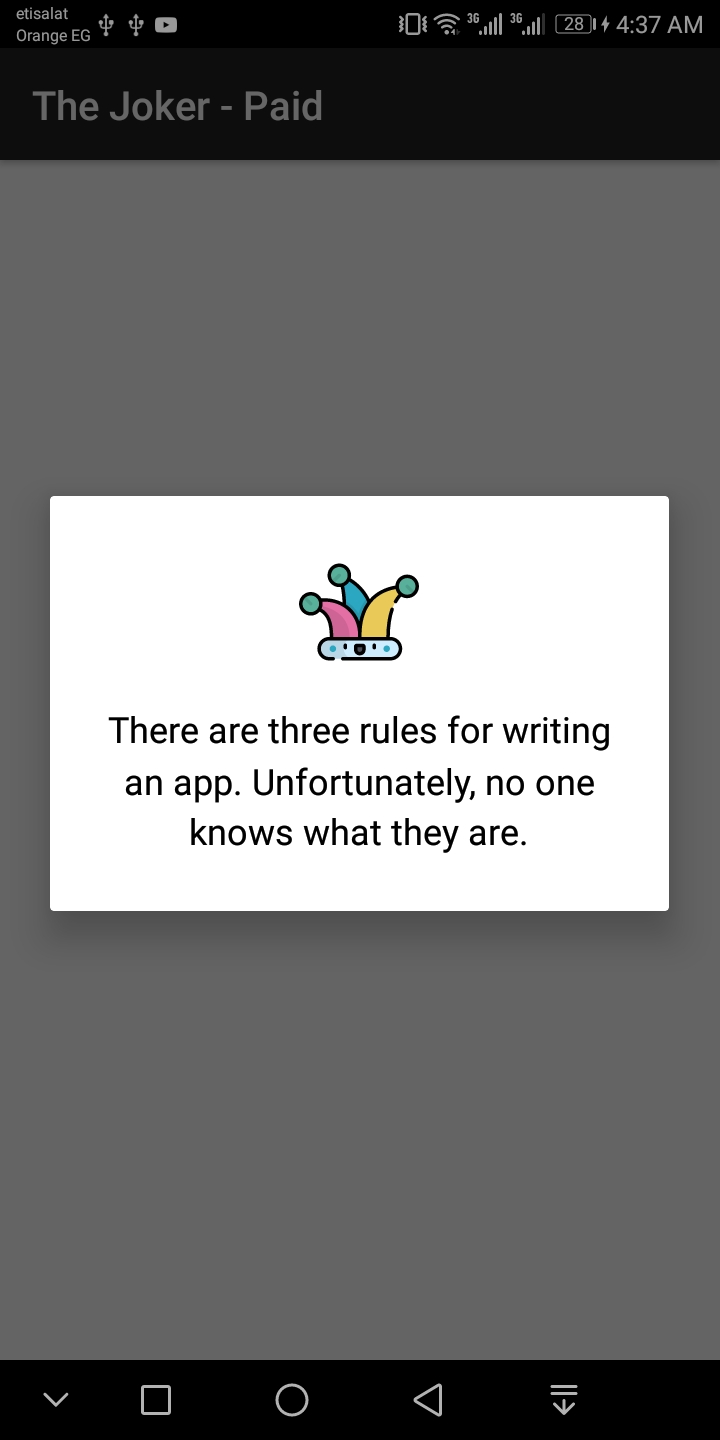 etisalat
Orange EG
3G 3G 28 4:37 AM
The Joker - Paid
There are three rules for writing
an app. Unfortunately, no one
knows what they are.